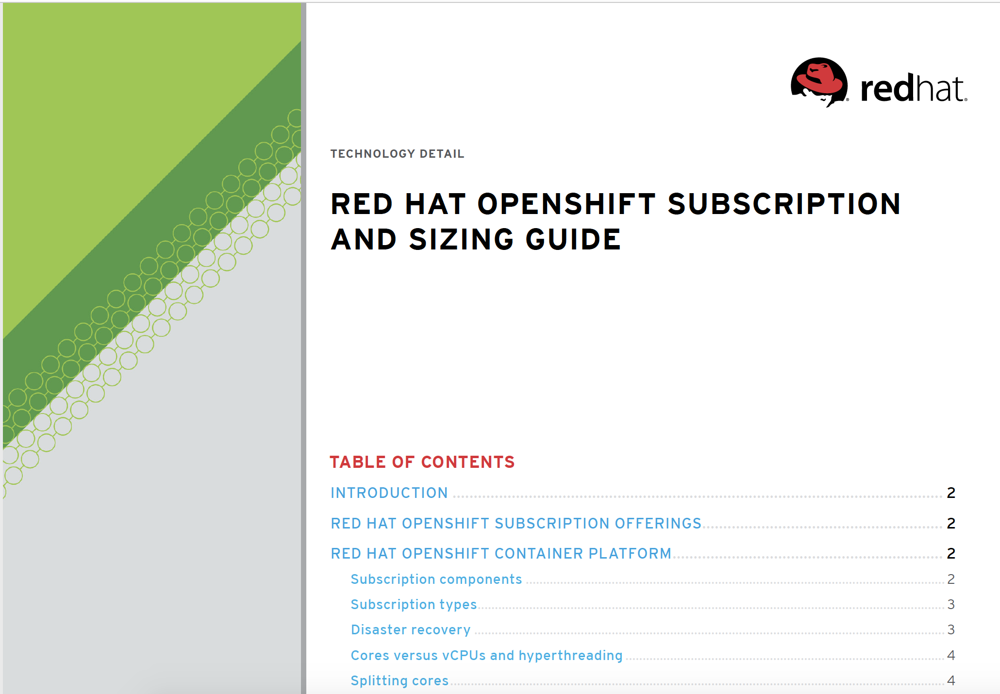 redhat®
TECHNOLOGY DETAIL
RED HAT OPENSHIFT SUBSCRIPTION
AND SIZING GUIDE
TABLE OF CONTENTS
INTRODUCTION 2
RED HAT OPENSHIFT SUBSCRIPTION OFFERINGS 2
RED HAT OPENSHIFT CONTAINER PLATFORM 2
Subscription components 2
Subscription types 3
Disaster recovery 3
Cores versus vCPUs and hyperthreading 4
Splitting cores 4